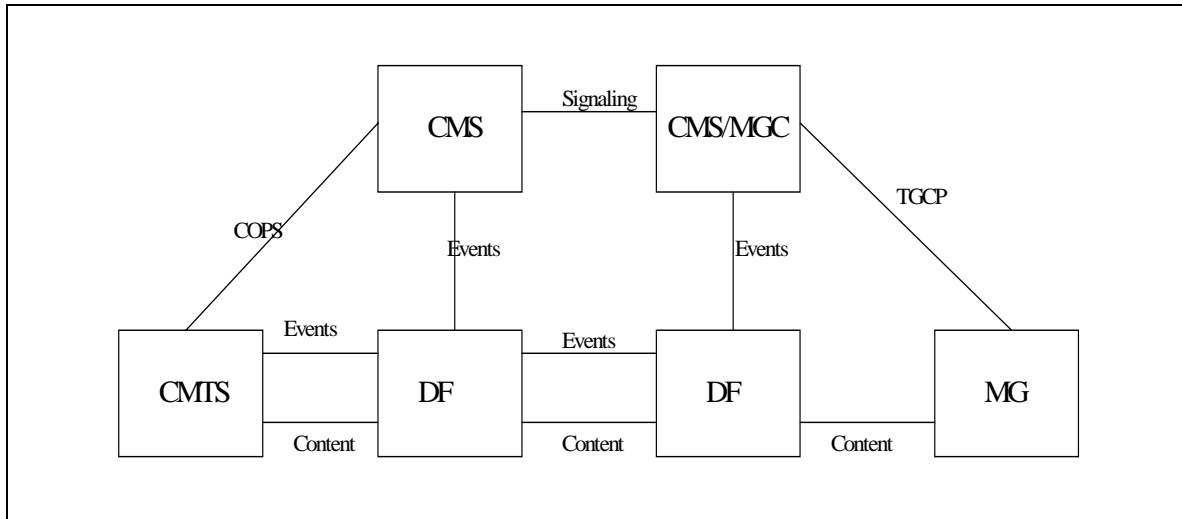 Signaling
CMS
CMS/MGC
TGCP
COPS
Events
Events
Events
Events
CMTS
DF
DF
MG
Content
Content
Content